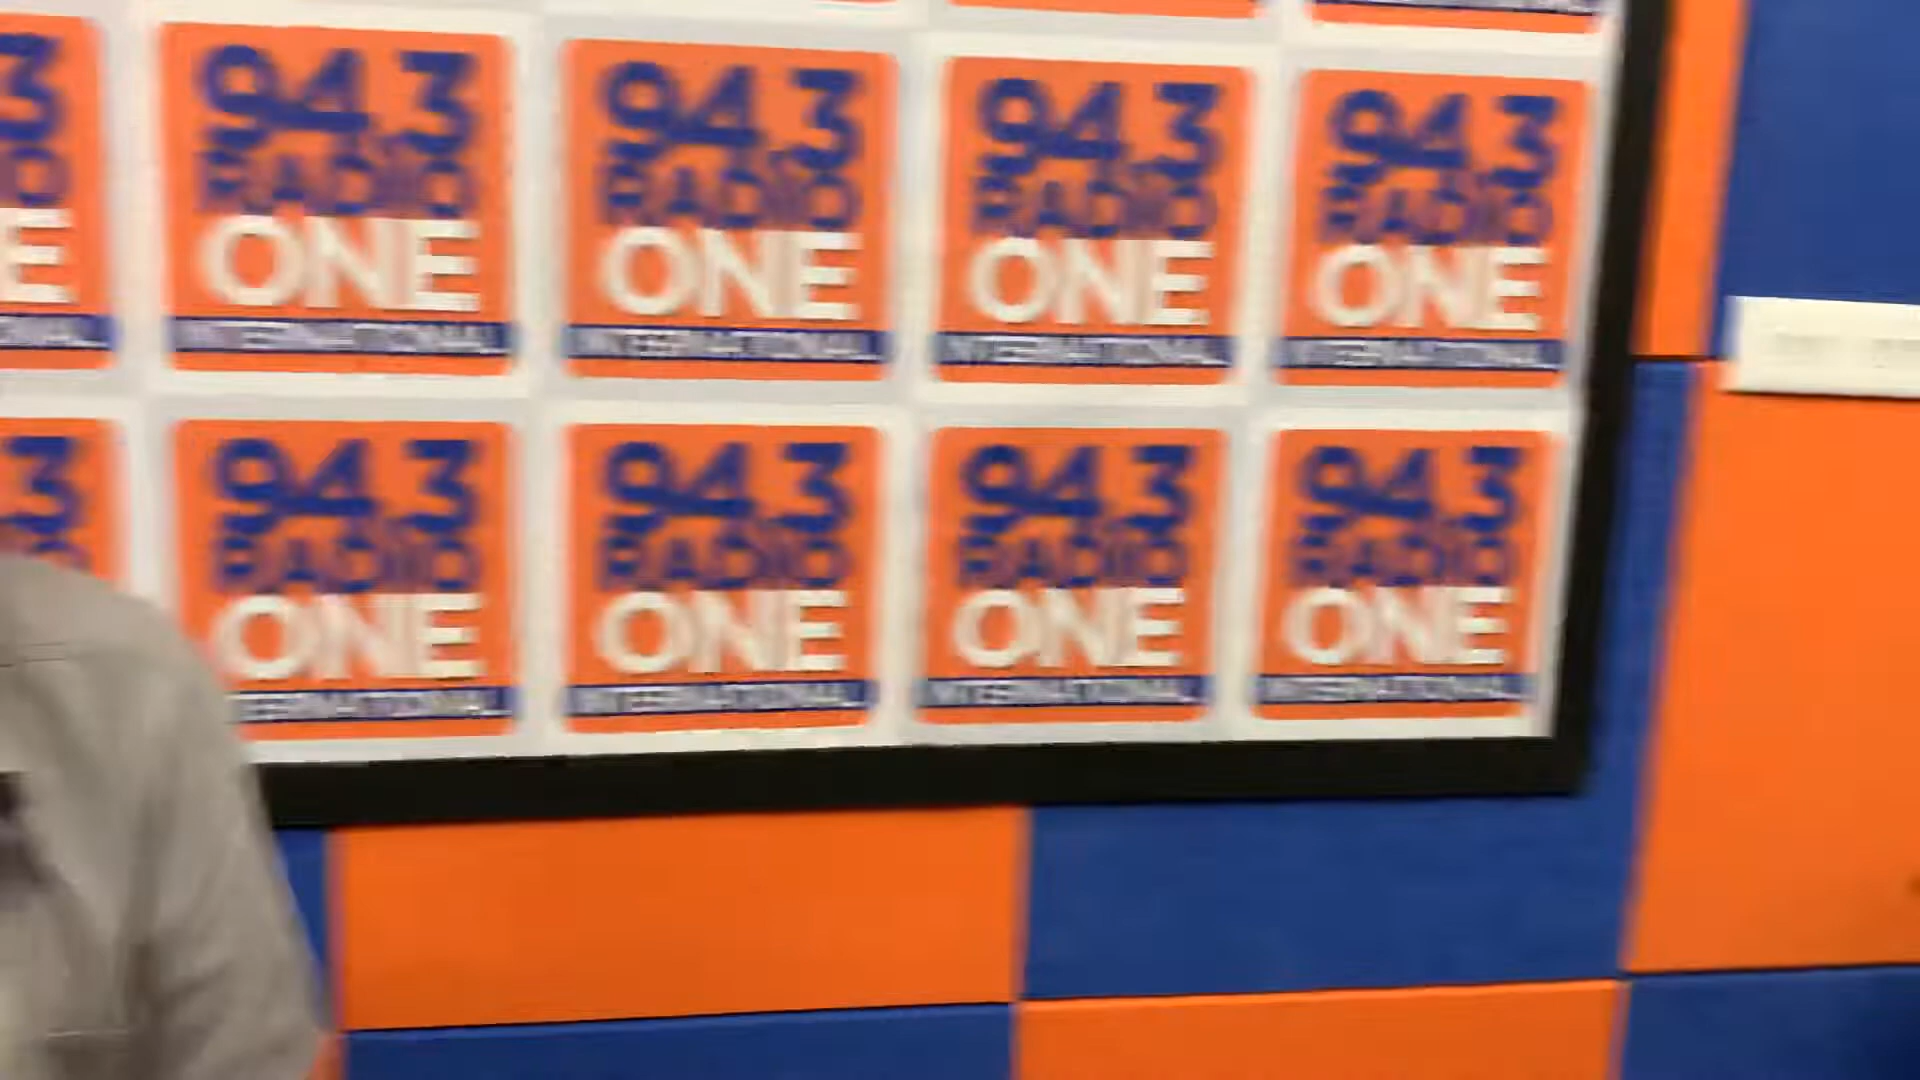 3 94.3 94.3 94.3 94.3
RADIO RADIO RADIO RADIO
E ONE ONE ONE ONE
INTERNATIONAL INTERNATIONAL INTERNATIONAL INTERNATIONAL
3 94.3 94.3 94.3 94.3
RADIO RADIO RADIO RADIO
ONE ONE ONE ONE
INTERNATIONAL INTERNATIONAL INTERNATIONAL INTERNATIONAL